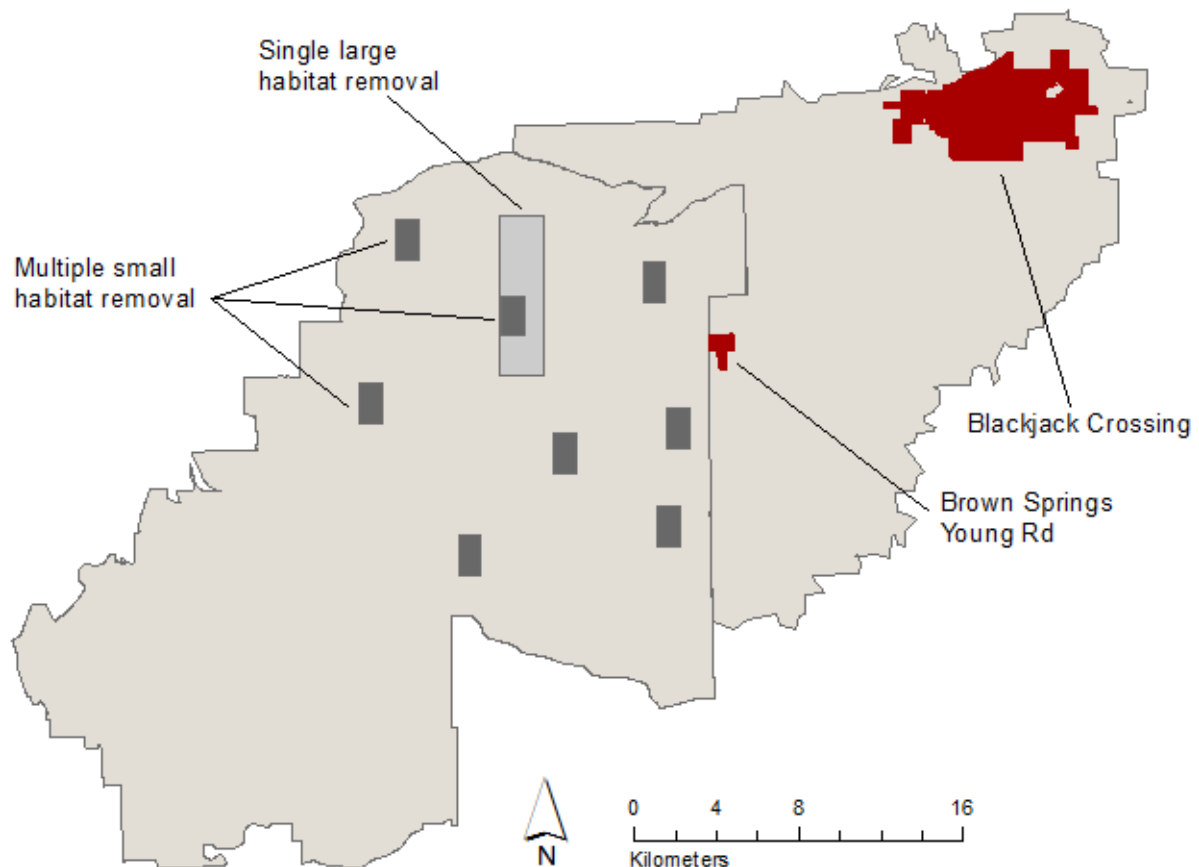 Single large
habitat removal
Multiple small
habitat removal
Blackjack Crossing
Brown Springs
Young Rd
N
0 4 8 16
Kilometers